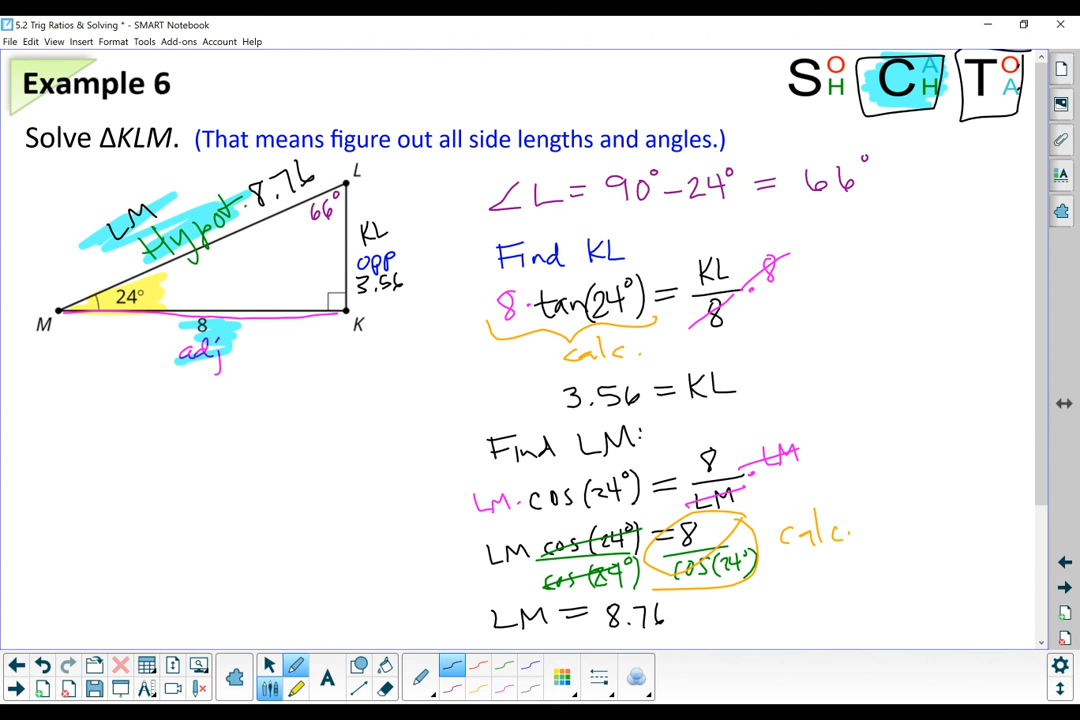 5.2 Trig Ratios & Solving * - SMART Notebook
File Edit View Insert Format Tools Add-ons Account Help
Example 6
S O H C A H T O A
Solve ΔKLM. (That means figure out all side lengths and angles.)
LM
Hypot. 8.76
L
66°
KL
opp
3.56
24°
M
8
K
adj
∠L = 90° - 24° = 66°
Find KL
8 · tan(24°) = KL/8 · 8
calc.
3.56 = KL
Find LM:
LM · cos(24°) = 8/LM · LM
LM cos(24°)/cos(24°) = 8/cos(24°) calc.
LM = 8.76
A